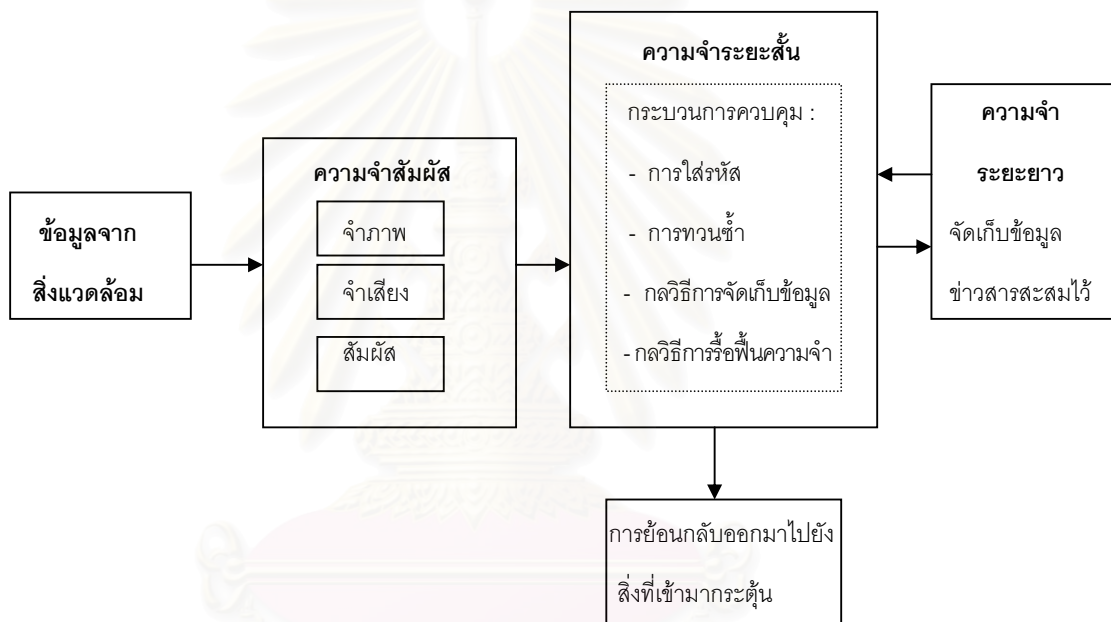 ข้อมูลจาก
สิ่งแวดล้อม
ความจำสัมผัส
จำภาพ
จำเสียง
สัมผัส
ความจำระยะสั้น
กระบวนการควบคุม :
- การใส่รหัส
- การทวนซ้ำ
- กลวิธีการจัดเก็บข้อมูล
-กลวิธีการรื้อฟื้นความจำ
ความจำ
ระยะยาว
จัดเก็บข้อมูล
ข่าวสารสะสมไว้
การย้อนกลับออกมาไปยัง
สิ่งที่เข้ามากระตุ้น